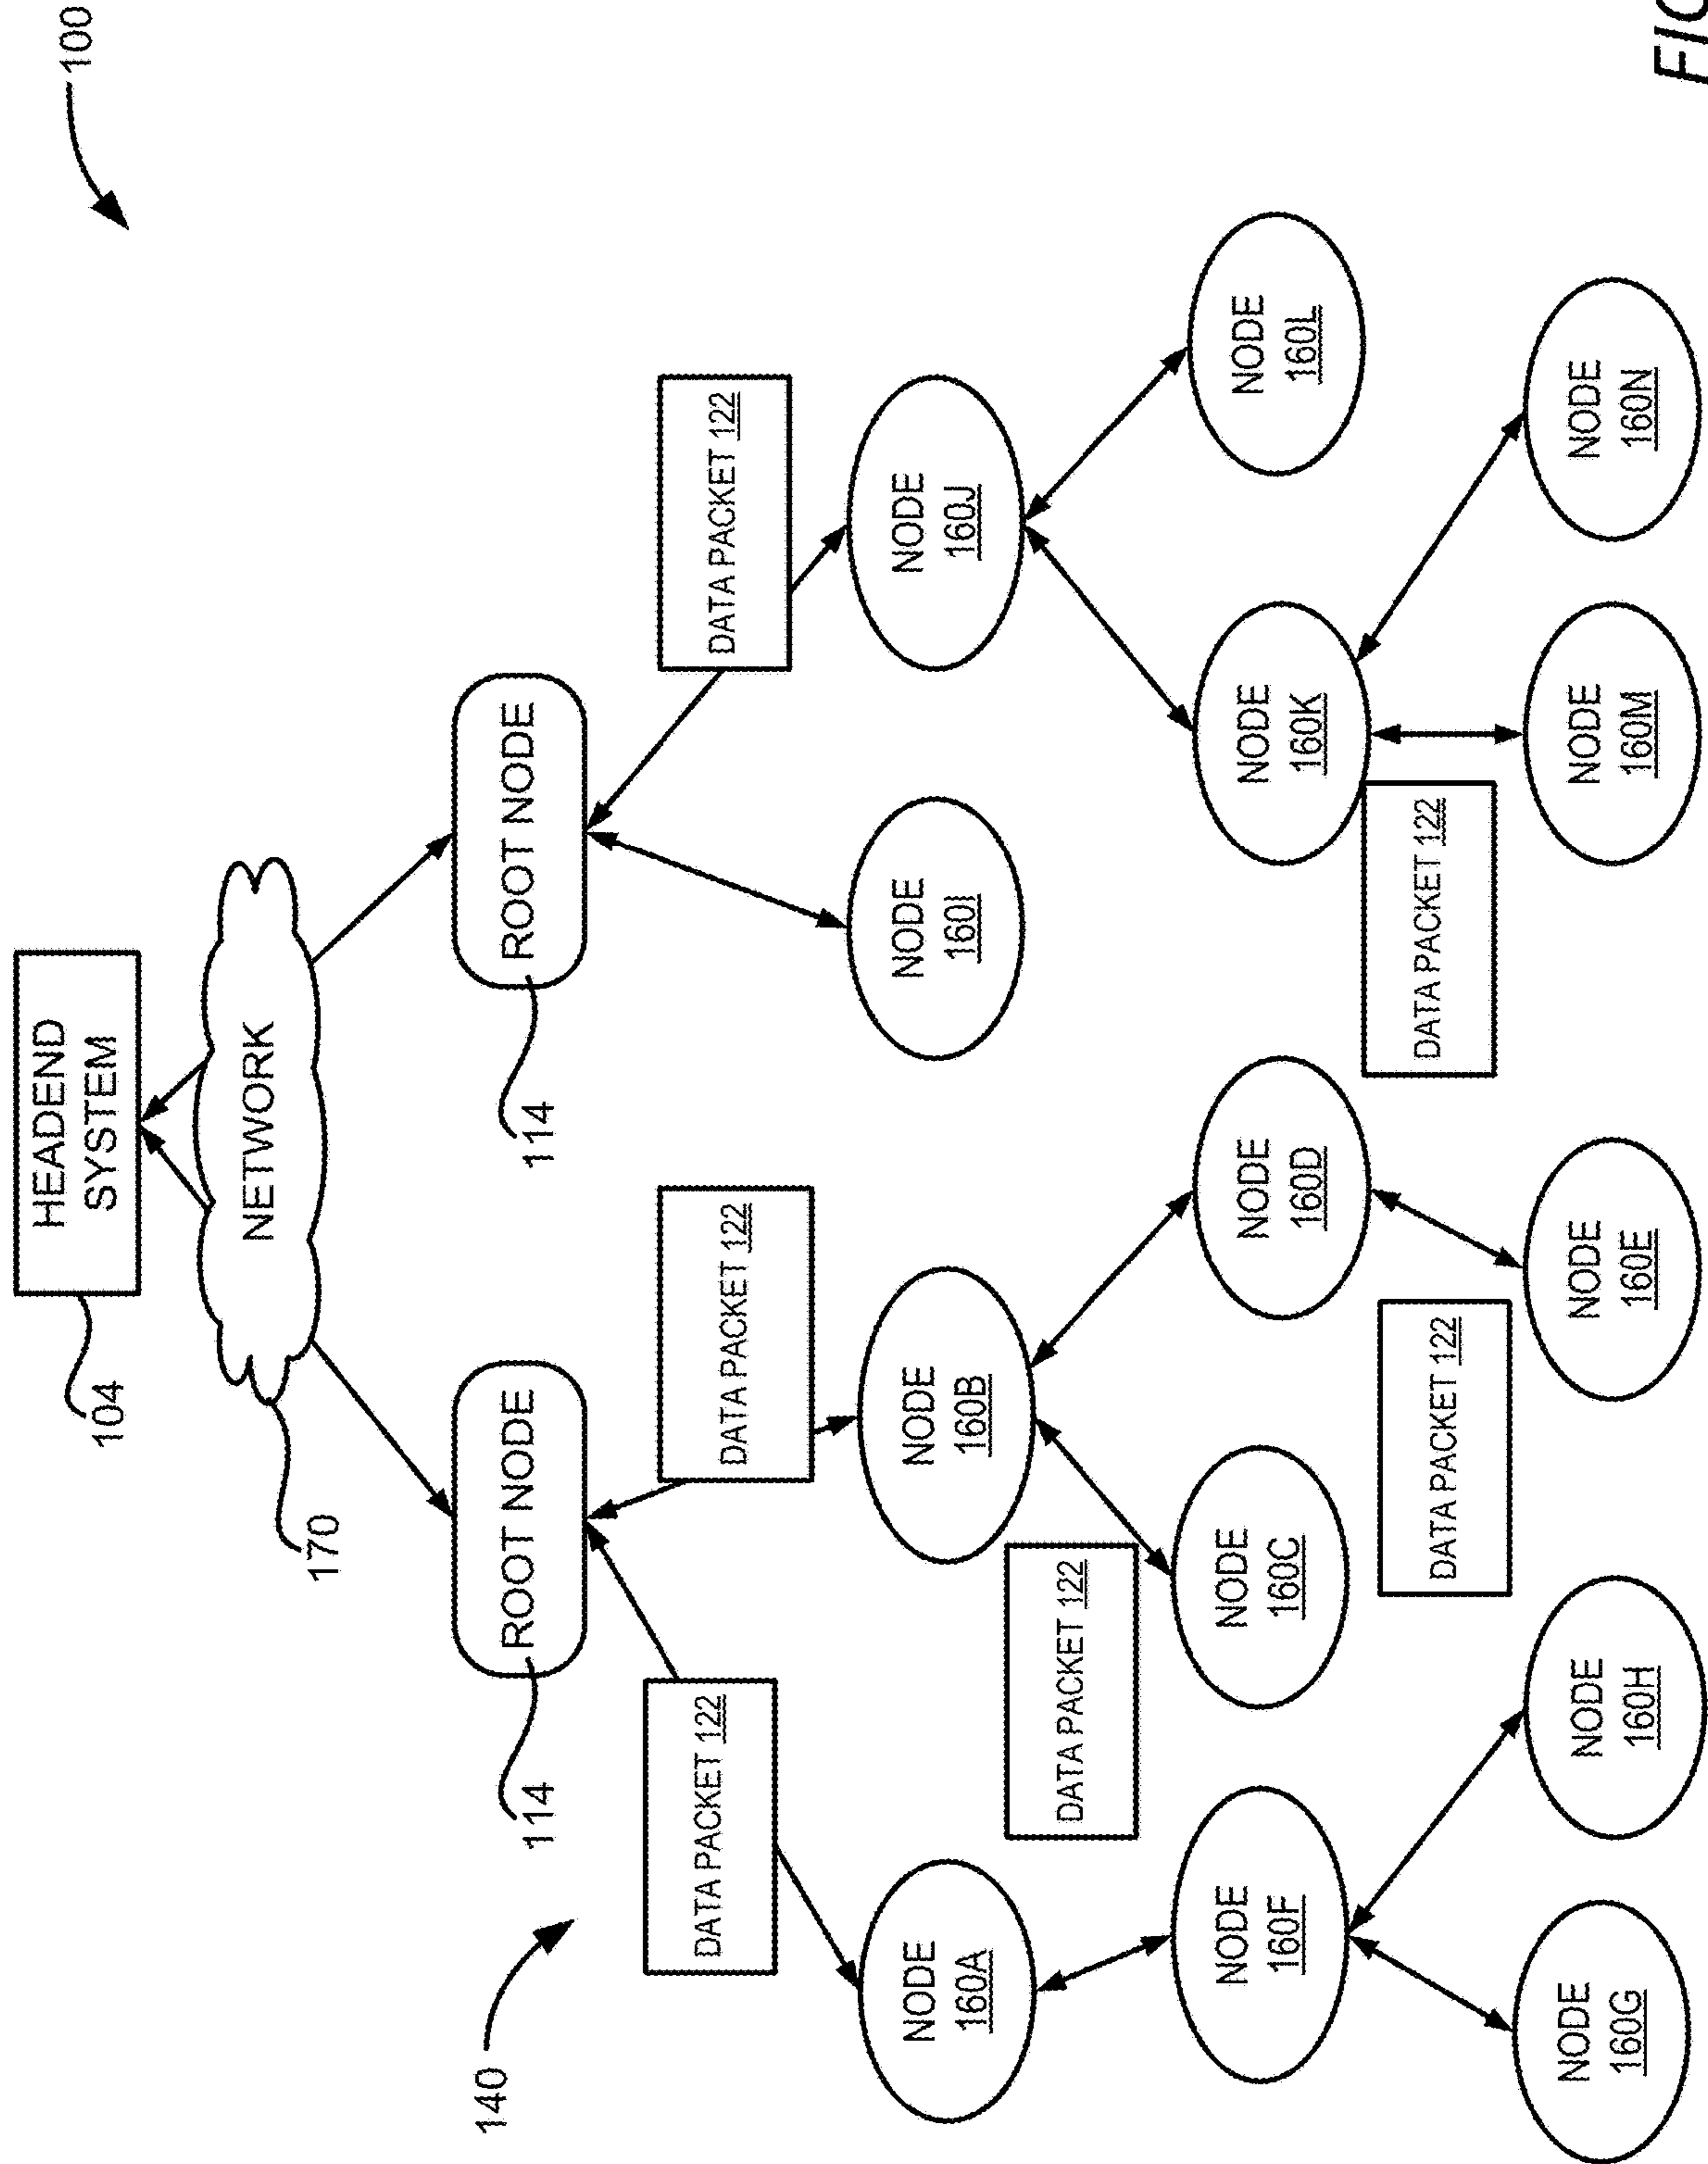 100
HEADEND
SYSTEM
104
NETWORK
170
ROOT NODE
114
ROOT NODE
114
140
DATA PACKET 122
DATA PACKET 122
DATA PACKET 122
NODE
160A
NODE
160B
NODE
160I
NODE
160J
DATA PACKET 122
NODE
160F
NODE
160C
NODE
160D
NODE
160K
NODE
160L
DATA PACKET 122
DATA PACKET 122
NODE
160G
NODE
160H
NODE
160E
NODE
160M
NODE
160N